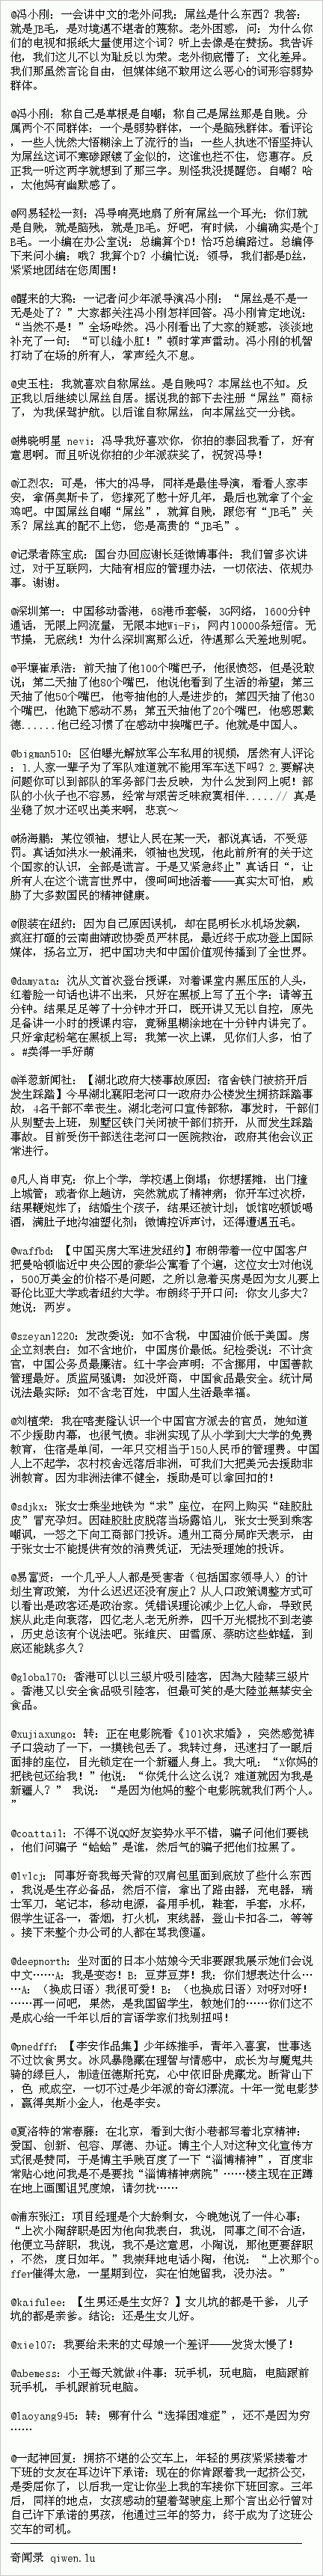 @冯小刚: 一会讲中文的老外问我: 屌丝是什么东西? 我答:
就是JB毛, 是对境遇不堪者的蔑称。老外困惑, 问: 为什么你
们的电视和报纸大量使用这个词? 听上去像是在赞扬。我告诉
他, 我们这儿不以为耻反以为荣。老外彻底懵了: 文化差异。
我们那虽然言论自由, 但媒体绝不敢用这么恶心的词形容弱势
群体。
@冯小刚: 称自己是草根是自嘲; 称自己是屌丝那是自贱。分
属两个不同群体: 一个是弱势群体, 一个是脑残群体。看评论
, 一些人恍然大悟糊涂上了流行的当; 一些人执迷不悟坚持认
为屌丝这词不寒碜跟镀了金似的, 这谁也拦不住, 您惠存。反
正我一听这两字就想到了那三字。别怪我没提醒您。自嘲? 哈
, 太他妈有幽默感了。
@网易轻松一刻: 冯导响亮地扇了所有屌丝一个耳光: 你们就
是自贱, 就是脑残, 就是JB毛。好吧, 有时候, 小编确实是个J
B毛。一小编在办公室说: 总编算个D! 恰巧总编路过。总编停
下来问小编: 哦? 我算个D? 小编忙说: 领导, 我们都是D丝,
紧紧地团结在您周围!
@醒来的大鸦: 一记者问少年派导演冯小刚: “屌丝是不是一
无是处了?”大家都关注冯小刚怎样回答。冯小刚肯定地说:
“当然不是!”全场哗然。冯小刚看出了大家的疑惑, 淡淡地
补充了一句: “可以缝小肛!”顿时掌声雷动。冯小刚的机智
打动了在场的所有人, 掌声经久不息。
@史玉柱: 我就喜欢自称屌丝。是自贱吗? 本屌丝也不知。反
正我以后继续以屌丝自居。据说我的部下去注册“屌丝”商标
了, 为我保驾护航。以后谁自称屌丝, 向本屌丝交一分钱。
@拂晓明星 nevi: 冯导我好喜欢你, 你拍的泰囧我看了, 好有
意思啊。而且听说你拍的少年派获奖了, 祝贺冯导!
@江烈农: 可是, 伟大的冯导, 同样是最佳导演, 看看人家李
安, 拿俩奥斯卡了, 您撑死了憋十好几年, 最后也就拿了个金
鸡吧。中国屌丝自嘲“屌丝”, 就算自贱, 跟您有“JB毛”关
系? 屌丝真的配不上您, 您是高贵的“JB毛”。
@记录者陈宝成: 国台办回应谢长廷微博事件: 我们曾多次讲
过, 对于互联网, 大陆有相应的管理办法, 一切依法、依规办
事。谢谢。
@深圳第一: 中国移动香港, 68港币套餐, 3G网络, 1600分钟
通话, 无限上网流量, 无限本地Wi-Fi, 网内10000条短信。无
节操, 无底线! 为什么深圳离那么近, 待遇那么天差地别呢。
@平壤崔承浩: 前天抽了他100个嘴巴子, 他很愤怒, 但是没敢
说; 第二天抽了他80个嘴巴, 他说他看到了生活的希望; 第三
天抽了他50个嘴巴, 他夸抽他的人是进步的; 第四天抽了他30
个嘴巴, 他跪下感动不易; 第五天抽他了20个嘴巴, 他感恩戴
德......他已经习惯了在感动中挨嘴巴子。他就是中国人。
@bigman510: 区伯曝光解放军公车私用的视频, 居然有人评论
: 1.人家一辈子为了军队难道就不能用军车送下吗? 2.要解决
问题你可以到部队的军务部门去反映, 为什么发到网上呢! 部
队的小伙子也不容易, 经常与艰苦乏味寂寞相伴.....// 真是
坐稳了奴才还叹出美来啊, 悲哀~
@杨海鹏: 某位领袖, 想让人民在某一天, 都说真话, 不受惩
罚。真话如洪水一般涌来, 领袖也发现, 他此前所有的关于这
个国家的认识, 全部是谎言。于是又紧急终止“真话日“, 让
所有人在这个谎言世界中, 傻呵呵地活着——真实太可怕, 威
胁了大多数国民的精神健康。
@假装在纽约: 因为自己原因误机, 却在昆明长水机场发飙,
疯狂打砸的云南曲靖政协委员严林昆, 最近终于成功登上国际
媒体, 扬名立万, 把中国功夫和中国价值观传播到了全世界。
@damyata: 沈从文首次登台授课, 对着课堂内黑压压的人头,
红着脸一句话也讲不出来, 只好在黑板上写了五个字: 请等五
分钟。结果足足等了十分钟才开口, 既开讲又无以自控, 原先
足备讲一小时的授课内容, 竟稀里糊涂地在十分钟内讲完了。
只好拿起粉笔在黑板上写: 我第一次上课, 见你们人多, 怕了
。#卖得一手好萌
@洋葱新闻社: 【湖北政府大楼事故原因: 宿舍铁门被挤开后
发生踩踏】今早湖北襄阳老河口一政府办公楼发生拥挤踩踏事
故, 4名干部不幸丧生。湖北老河口宣传部称, 事发时, 干部们
从别墅去上班, 别墅区铁门关闭被干部们挤开, 从而发生踩踏
事故。目前受伤干部送往老河口一医院救治, 政府其他会议正
常进行。
@凡人肖申克: 你上个学, 学校遇上倒塌; 你想摆摊, 出门撞
上城管; 或者你上趟访, 突然就成了精神病; 你开车过次桥,
结果鞭炮炸了; 结婚生个孩子, 结果还被计划; 饭馆吃顿饭喝
酒, 满肚子地沟油塑化剂; 微博控诉声讨, 还得遭遇五毛。
@waffbd: 【中国买房大军进发纽约】布朗带着一位中国客户
把曼哈顿临近中央公园的豪华公寓看了个遍, 这位女士对他说
, 500万美金的价格不是问题, 之所以急着买房是因为女儿要上
哥伦比亚大学或者纽约大学。布朗终于开口问: 你女儿多大?
她说: 两岁。
@szeyan1220: 发改委说: 如不含税, 中国油价低于美国。房
企立刻表白: 如不含地价, 中国房价最低。纪检委说: 不计贪
官, 中国公务员最廉洁。红十字会声明: 不含挪用, 中国善款
管理最好。质监局强调: 如没奸商, 中国食品最安全。统计局
说法最实际: 如不含老百姓, 中国人生活最幸福。
@刘植荣: 我在喀麦隆认识一个中国官方派去的官员, 她知道
不少援助内幕, 也很气愤。非洲实现了从小学到大学的免费
教育, 住宿是单间, 一年只交相当于150人民币的管理费。中国
人上不起学, 农村校舍远落后非洲, 可我们大把美元去援助非
洲教育。因为非洲法律不健全, 援助是可以拿回扣的!
@sdjkx: 张女士乘坐地铁为“求”座位, 在网上购买“硅胶肚
皮”冒充孕妇。因硅胶肚皮脱落当场露馅儿, 张女士受到乘客
嘲讽, 一怒之下向工商部门投诉。通州工商分局昨天表示, 由
于张女士不能提供有效的消费凭证, 无法受理她的投诉。
@易富贤: 一个几乎人人都是受害者 (包括国家领导人) 的计
划生育政策, 为什么迟迟还没有废止? 从人口政策调整方式可
以看出是政客还是政治家。凭错误理论减少上亿人命, 导致民
族从此走向衰落, 四亿老人老无所养, 四千万光棍找不到老婆
, 历史总该有个说法吧。张维庆、田雪原、蔡昉这些蚱蜢, 到
底还能跳多久?
@global70: 香港可以以三級片吸引陸客, 因為大陸禁三級片
。香港又以安全食品吸引陸客, 但最可笑的是大陸並無禁安全
食品。
@xujiaxungo: 转: 正在电影院看《101次求婚》, 突然感觉裤
子口袋动了一下, 一摸钱包丢了。我转过身, 迅速扫了一眼后
面排的座位, 目光锁定在一个新疆人身上。我大吼: “X你妈的
把钱包还给我!”他说: “你凭什么这么说? 难道就因为我是
新疆人?” 我说: “是因为他妈的整个电影院就我们两个人。
”
@coattail: 不得不说QQ好友姿势水平不错, 骗子问他们要钱
, 他们问骗子“蛤蛤”是谁, 然后气的骗子把他们拉黑了。
@lvlcj: 同事好奇我每天背的双肩包里面到底放了些什么东西
, 我说是生存必备品, 然后不信, 拿出了路由器, 充电器, 瑞
士军刀, 笔记本, 移动电源, 备用手机, 鞋套, 手套, 水杯,
假学生证各一, 香烟, 打火机, 束线器, 登山卡扣各二, 等等
。接下来整个办公司的人都在骂我傻逼。
@deepnorth: 坐对面的日本小姑娘今天非要跟我展示她们会说
中文……A: 我是变态! B: 豆芽豆芽! 我: 你们想表达什么…
…A: (换成日语) 我很可爱! B: (也换成日语) 对呀对呀!
……再一问吧, 果然, 是我国留学生, 教她们的……你们这不
是成心给一千年以后的言语学家们找别扭吗!
@pnedfff: 【李安作品集】少年练推手, 青年入喜宴, 世事逃
不过饮食男女。冰风暴隐藏在理智与情感中, 成长为与魔鬼共
骑的绿巨人, 制造伍德斯托克, 心中依旧卧虎藏龙。断背山下
, 色 戒成空, 一切不过是少年派的奇幻漂流。十年一觉电影梦
, 赢得奥斯小金人, 他是李安。
@夏洛特的常春藤: 在北京, 看到大街小巷都写着北京精神:
爱国、创新、包容、厚德、办证。博主个人对这种文化宣传方
式很是赞同, 于是博主手贱百度了一下“淄博精神”, 百度非
常贴心地问我是不是要找“淄博精神病院”……楼主现在正蹲
在地上画圈诅咒度娘, 请勿扰……
@浦东张江: 项目经理是个大龄剩女, 今晚她说了一件心事:
“上次小陶辞职是因为他向我表白, 我说, 同事之间不合适,
他便立马辞职, 我说, 我不是这意思, 小陶说, 那他更要辞职
, 不然, 度日如年。”我掀拜地电话小陶, 他说: “上次那个o
ffer催得太急, 一星期到位, 实在怕她留我, 没办法。”
@kaifulee: 【生男还是生女好? 】女儿坑的都是干爹, 儿子
坑的都是亲爹。结论: 还是生女儿好。
@xie107: 我要给未来的丈母娘一个差评——发货太慢了!
@abemess: 小王每天就做4件事: 玩手机, 玩电脑, 电脑跟前
玩手机, 手机跟前玩电脑。
@laoyang945: 转: 哪有什么“选择困难症”, 还不是因为穷
……
@一起神回复: 拥挤不堪的公交车上, 年轻的男孩紧紧搂着才
下班的女友在耳边许下承诺: 现在的你肯跟着我一起挤公交,
是委屈你了, 以后我一定让你坐上我的车接你下班回家。三年
后, 同样的地点, 女孩感动的望着驾驶座上那个言出必行曾对
自己许下承诺的男孩, 他通过三年的努力, 终于成为了这班公
交车的司机。
奇闻录 qiwen.lu